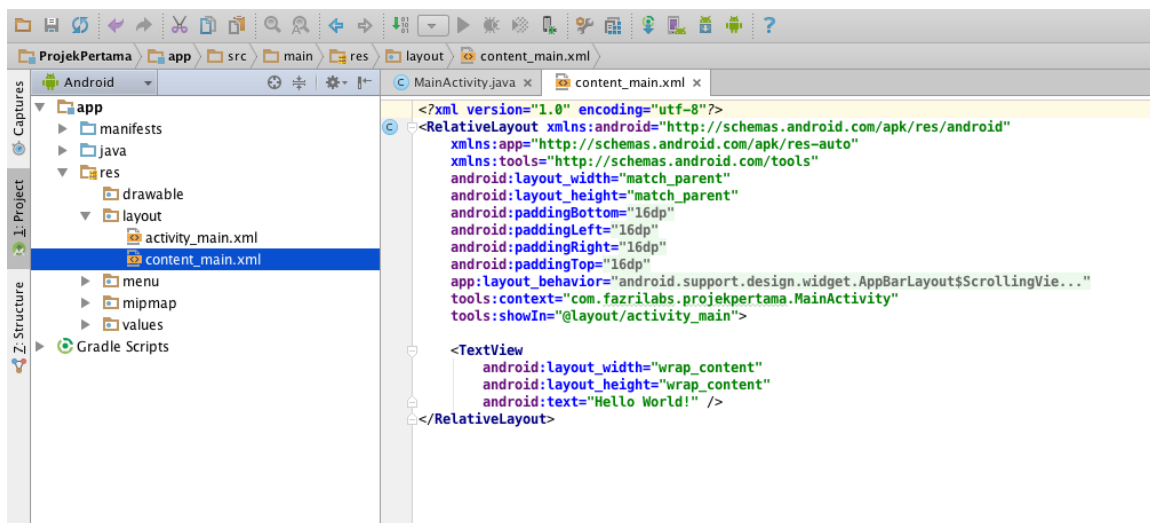 ProjekPertama app src main res layout content_main.xml
Captures
1: Project
Z: Structure
Android
app
manifests
java
res
drawable
layout
activity_main.xml
content_main.xml
menu
mipmap
values
Gradle Scripts
MainActivity.java × content_main.xml ×
<?xml version="1.0" encoding="utf-8"?>
<RelativeLayout xmlns:android="http://schemas.android.com/apk/res/android"
xmlns:app="http://schemas.android.com/apk/res-auto"
xmlns:tools="http://schemas.android.com/tools"
android:layout_width="match_parent"
android:layout_height="match_parent"
android:paddingBottom="16dp"
android:paddingLeft="16dp"
android:paddingRight="16dp"
android:paddingTop="16dp"
app:layout_behavior="android.support.design.widget.AppBarLayout$ScrollingVie..."
tools:context="com.fazrilabs.projekpertama.MainActivity"
tools:showIn="@layout/activity_main">
<TextView
android:layout_width="wrap_content"
android:layout_height="wrap_content"
android:text="Hello World!" />
</RelativeLayout>